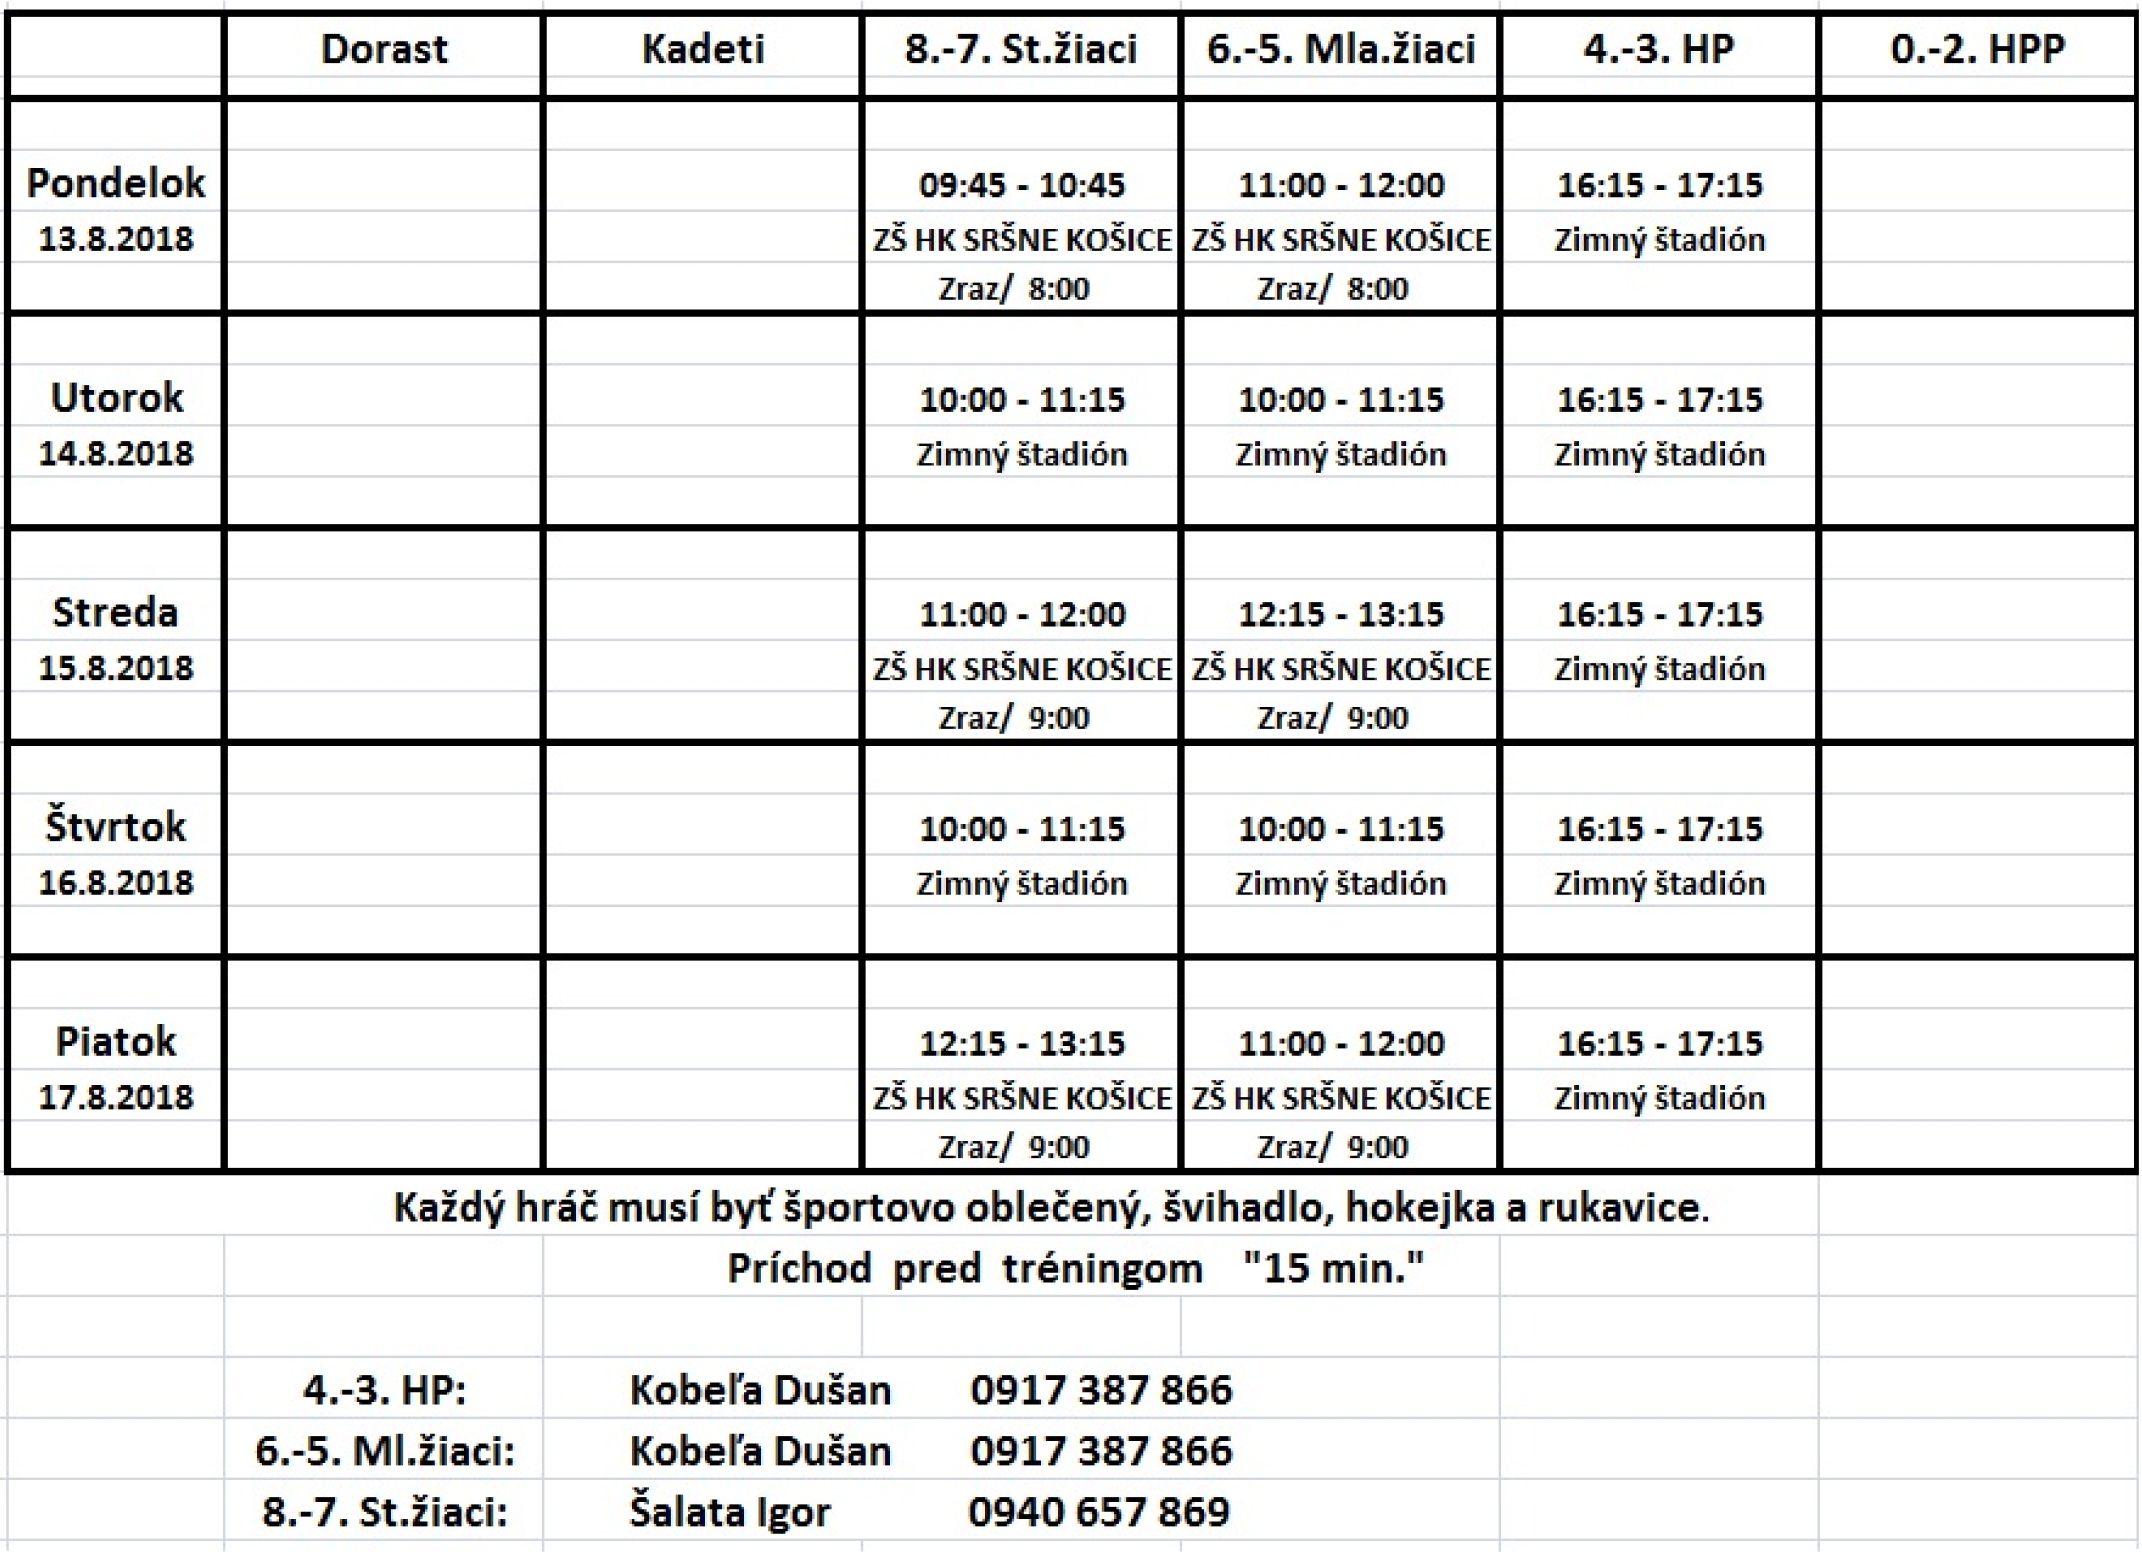 Dorast Kadeti 8.-7. St.žiaci 6.-5. Mla.žiaci 4.-3. HP 0.-2. HPP
Pondelok 09:45 - 10:45 11:00 - 12:00 16:15 - 17:15
13.8.2018 ZŠ HK SRŠNE KOŠICE ZŠ HK SRŠNE KOŠICE Zimný štadión
Zraz/ 8:00 Zraz/ 8:00
Utorok 10:00 - 11:15 10:00 - 11:15 16:15 - 17:15
14.8.2018 Zimný štadión Zimný štadión Zimný štadión
Streda 11:00 - 12:00 12:15 - 13:15 16:15 - 17:15
15.8.2018 ZŠ HK SRŠNE KOŠICE ZŠ HK SRŠNE KOŠICE Zimný štadión
Zraz/ 9:00 Zraz/ 9:00
Štvrtok 10:00 - 11:15 10:00 - 11:15 16:15 - 17:15
16.8.2018 Zimný štadión Zimný štadión Zimný štadión
Piatok 12:15 - 13:15 11:00 - 12:00 16:15 - 17:15
17.8.2018 ZŠ HK SRŠNE KOŠICE ZŠ HK SRŠNE KOŠICE Zimný štadión
Zraz/ 9:00 Zraz/ 9:00
Každý hráč musí byť športovo oblečený, švihadlo, hokejka a rukavice.
Príchod pred tréningom "15 min."
4.-3. HP: Kobeľa Dušan 0917 387 866
6.-5. Ml.žiaci: Kobeľa Dušan 0917 387 866
8.-7. St.žiaci: Šalata Igor 0940 657 869